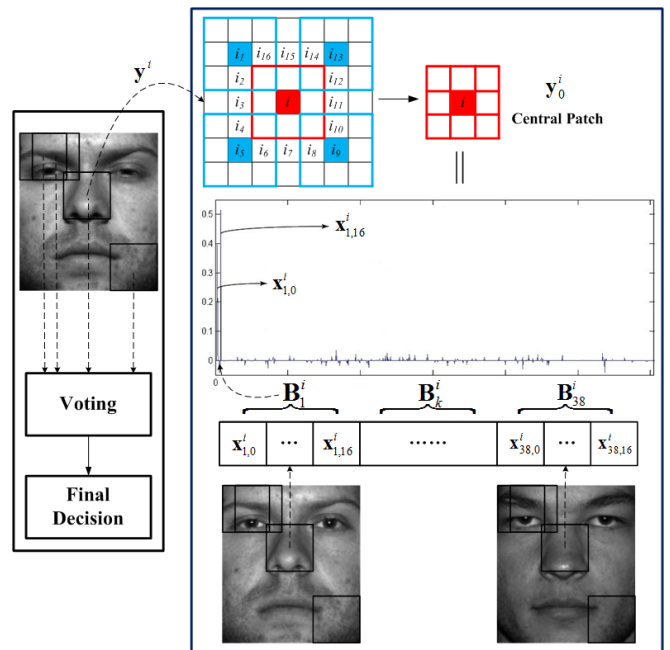 y^i
i_1 i_16 i_15 i_14 i_13
i_2 i_12
i_3 i i_11
i_4 i_10
i_5 i_6 i_7 i_8 i_9
i
y_0^i
Central Patch
0.5
0.4
0.3
0.2
0.1
0
0
x_{1,16}^i
x_{1,0}^i
B_1^i B_k^i B_38^i
x_{1,0}^i ... x_{1,16}^i ...... x_{38,0}^i ... x_{38,16}^i
Voting
Final
Decision